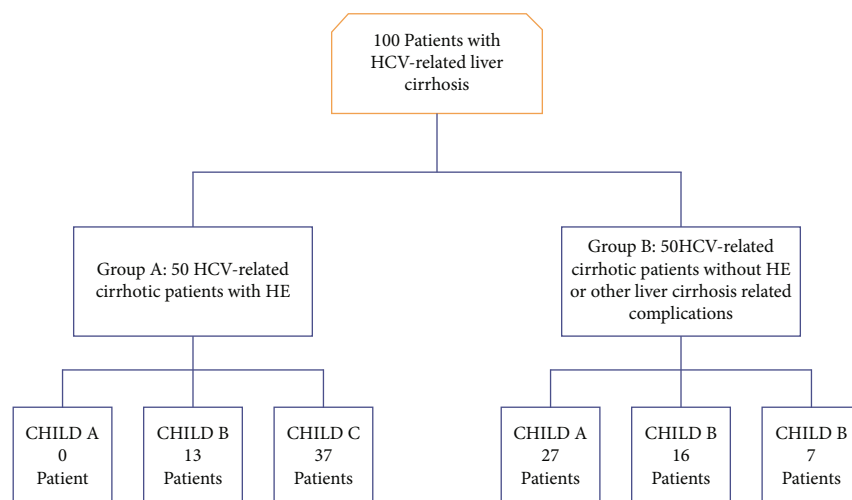 100 Patients with
HCV-related liver
cirrhosis
Group A: 50 HCV-related
cirrhotic patients with HE
Group B: 50HCV-related
cirrhotic patients without HE
or other liver cirrhosis related
complications
CHILD A
0
Patient
CHILD B
13
Patients
CHILD C
37
Patients
CHILD A
27
Patients
CHILD B
16
Patients
CHILD B
7
Patients